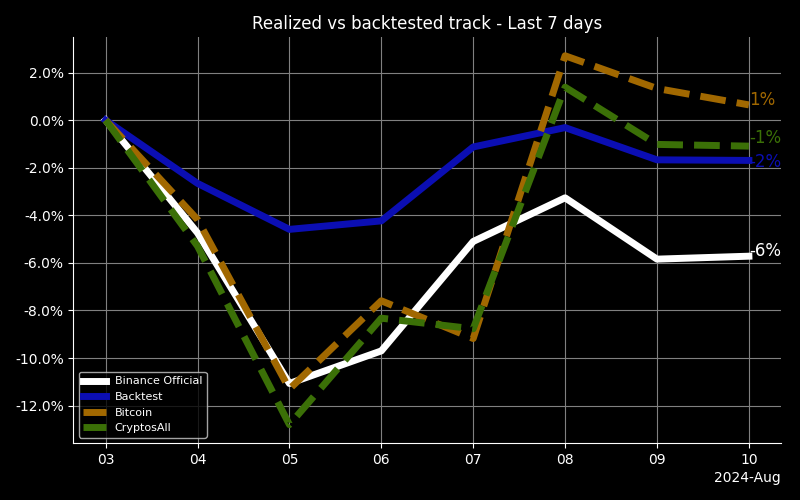 Realized vs backtested track - Last 7 days
2.0%
0.0%
-2.0%
-4.0%
-6.0%
-8.0%
-10.0%
-12.0%
1%
-1%
-2%
-6%
Binance Official
Backtest
Bitcoin
CryptosAll
03 04 05 06 07 08 09 10
2024-Aug